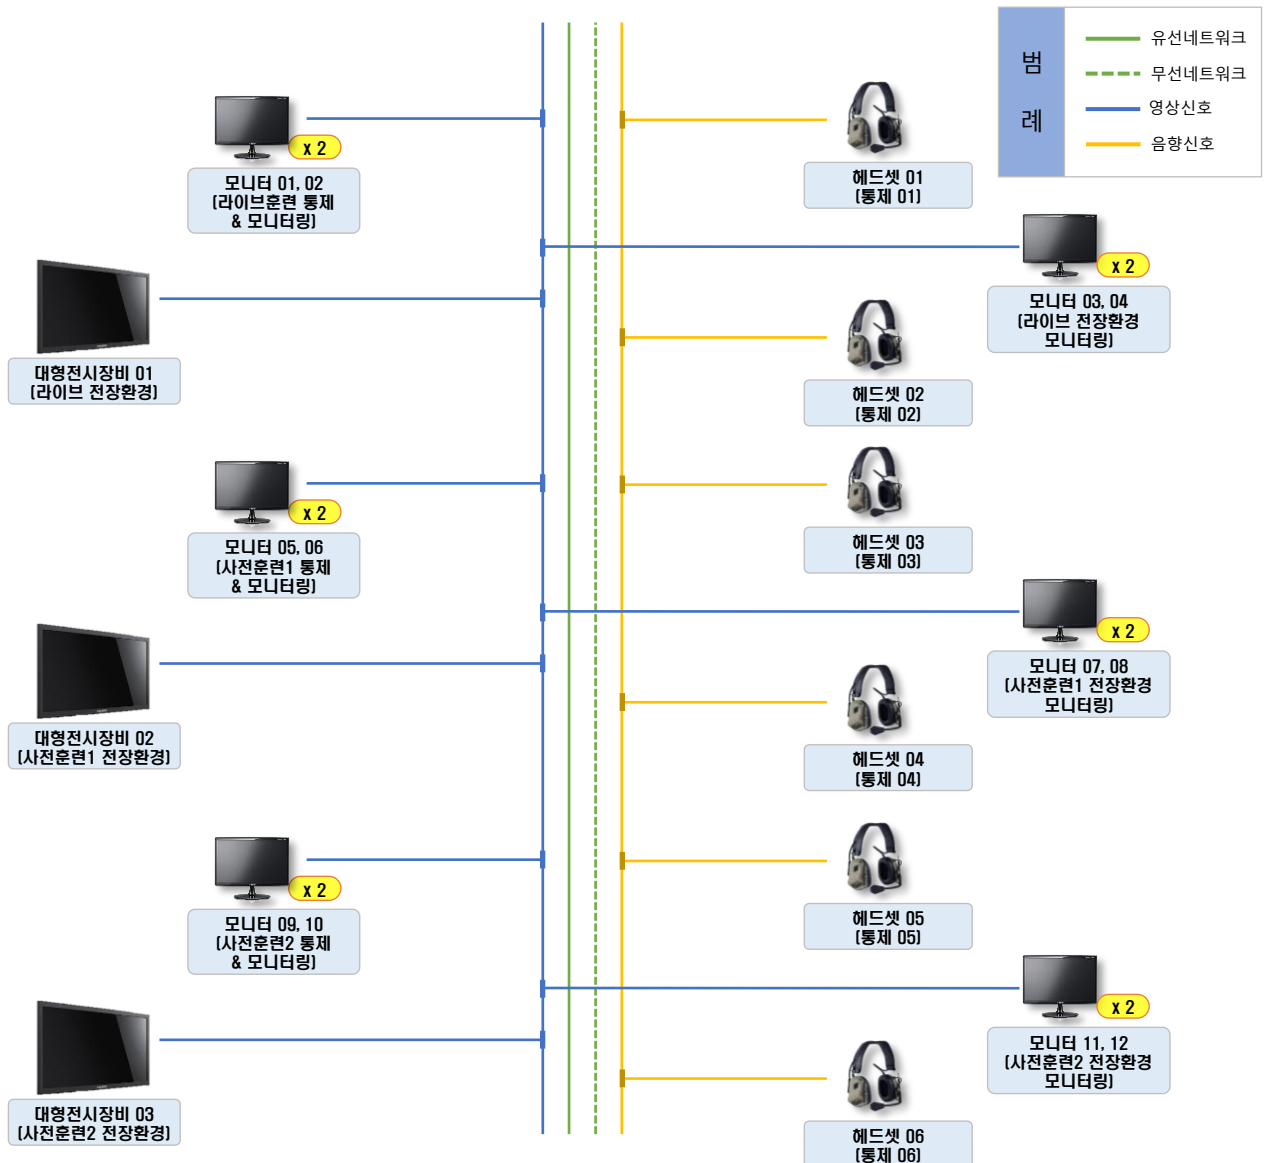 범
례
유선네트워크
무선네트워크
영상신호
음향신호
x 2
모니터 01, 02
(라이브훈련 통제
& 모니터링)
헤드셋 01
(통제 01)
x 2
모니터 03, 04
(라이브 전장환경
모니터링)
대형전시장비 01
(라이브 전장환경)
헤드셋 02
(통제 02)
x 2
모니터 05, 06
(사전훈련1 통제
& 모니터링)
헤드셋 03
(통제 03)
x 2
모니터 07, 08
(사전훈련1 전장환경
모니터링)
대형전시장비 02
(사전훈련1 전장환경)
헤드셋 04
(통제 04)
x 2
모니터 09, 10
(사전훈련2 통제
& 모니터링)
헤드셋 05
(통제 05)
x 2
모니터 11, 12
(사전훈련2 전장환경
모니터링)
대형전시장비 03
(사전훈련2 전장환경)
헤드셋 06
(통제 06)